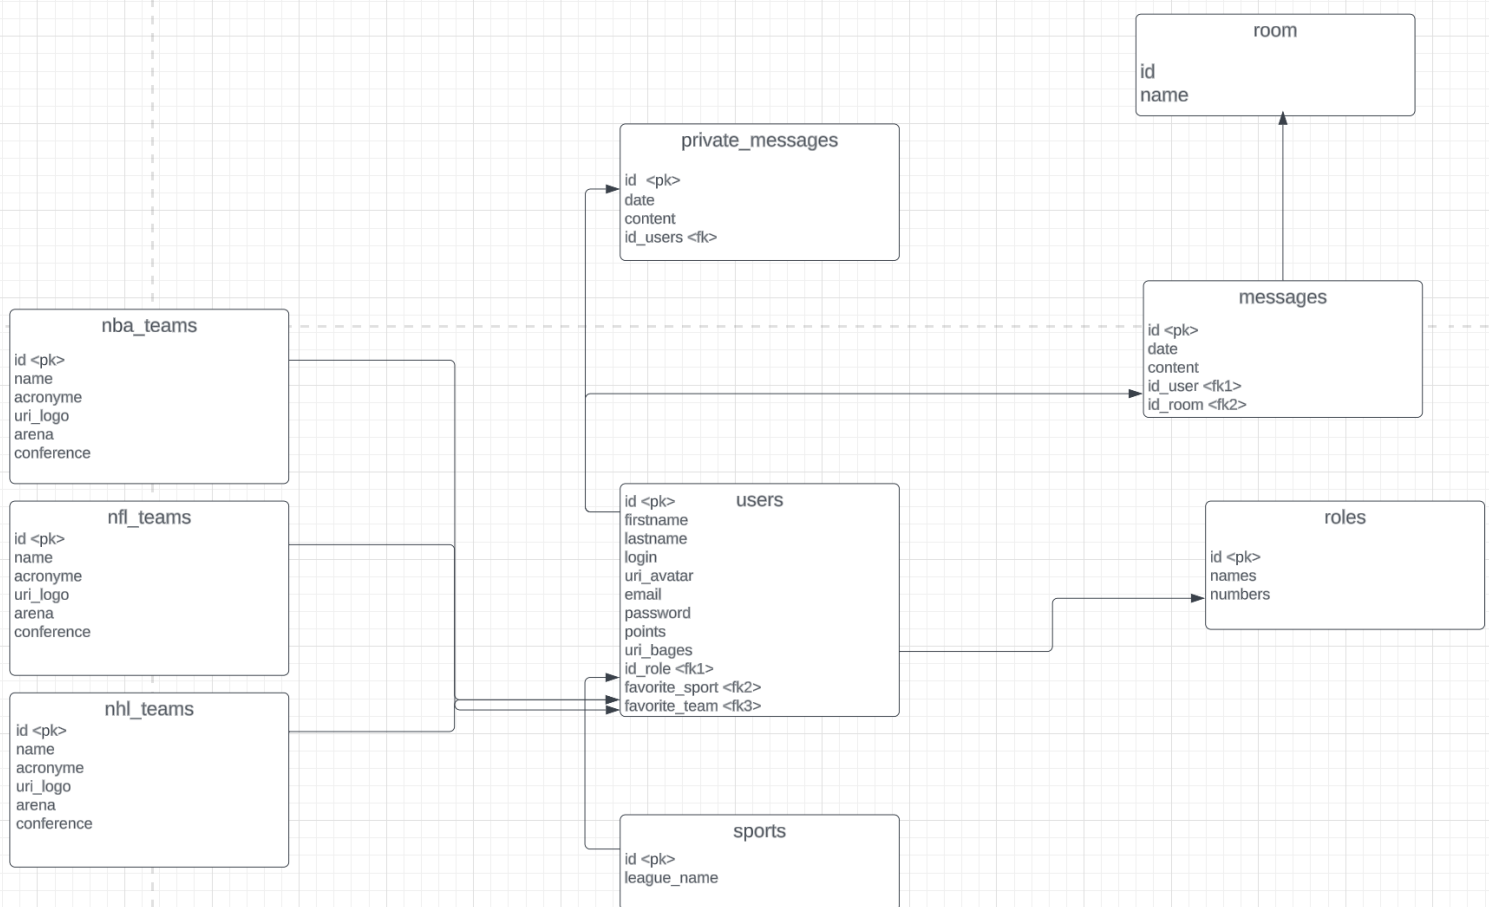 room
id
name
private_messages
id <pk>
date
content
id_users <fk>
messages
id <pk>
date
content
id_user <fk1>
id_room <fk2>
nba_teams
id <pk>
name
acronyme
uri_logo
arena
conference
nfl_teams
id <pk>
name
acronyme
uri_logo
arena
conference
nhl_teams
id <pk>
name
acronyme
uri_logo
arena
conference
users
id <pk>
firstname
lastname
login
uri_avatar
email
password
points
uri_bages
id_role <fk1>
favorite_sport <fk2>
favorite_team <fk3>
roles
id <pk>
names
numbers
sports
id <pk>
league_name